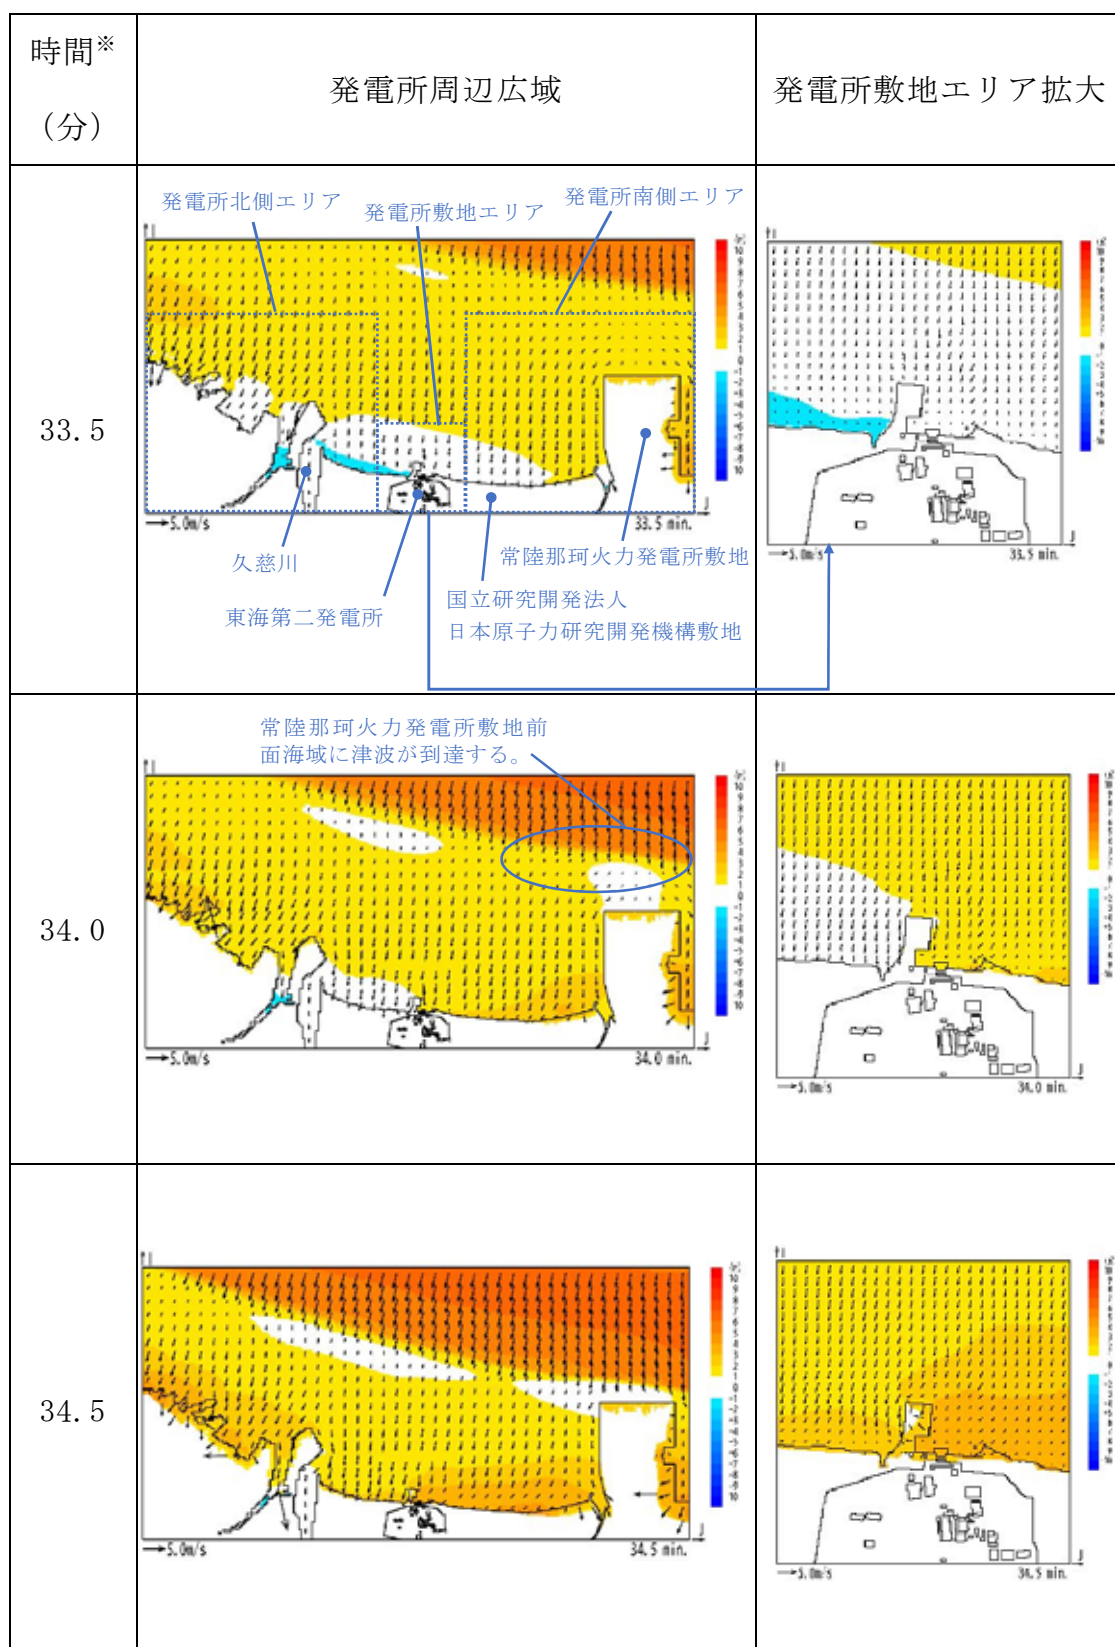 時間※
(分)
発電所周辺広域
発電所敷地エリア拡大
33.5
発電所北側エリア
発電所敷地エリア
発電所南側エリア
5.0m/s
33.5 min.
久慈川
東海第二発電所
常陸那珂火力発電所敷地
国立研究開発法人
日本原子力研究開発機構敷地
33.5 min.
34.0
常陸那珂火力発電所敷地前
面海域に津波が到達する。
5.0m/s
34.0 min.
5.0m/s
34.0 min.
34.5
5.0m/s
34.5 min.
5.0m/s
34.5 min.